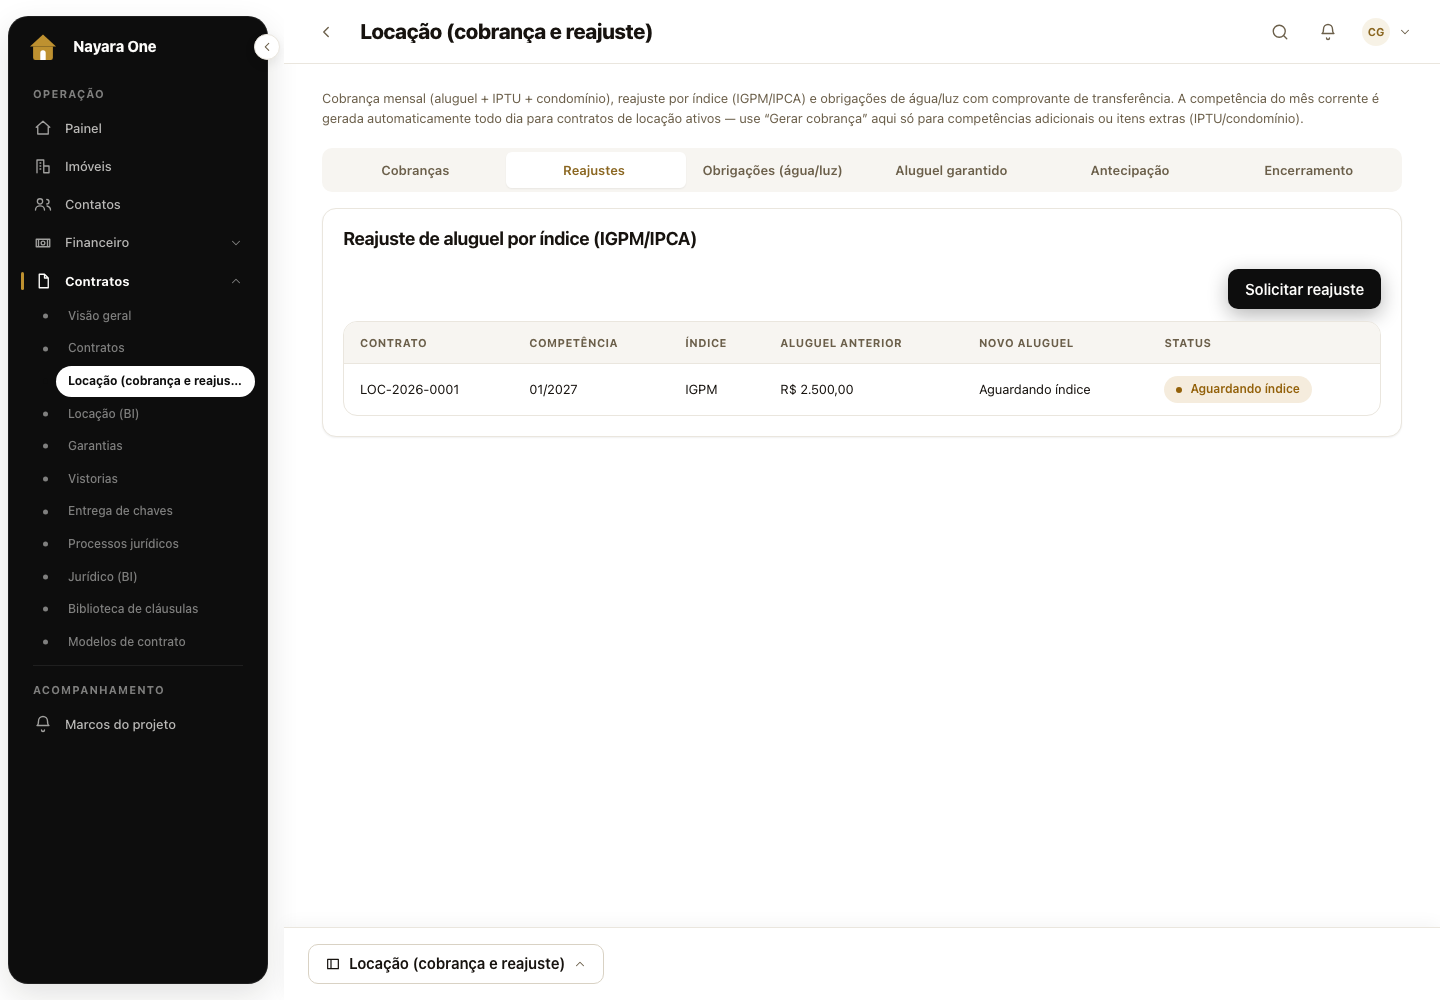 Nayara One
OPERAÇÃO
Painel
Imóveis
Contatos
Financeiro
Contratos
Visão geral
Contratos
Locação (cobrança e reajus...
Locação (BI)
Garantias
Vistorias
Entrega de chaves
Processos jurídicos
Jurídico (BI)
Biblioteca de cláusulas
Modelos de contrato
ACOMPANHAMENTO
Marcos do projeto
Locação (cobrança e reajuste)
CG
Cobrança mensal (aluguel + IPTU + condomínio), reajuste por índice (IGPM/IPCA) e obrigações de água/luz com comprovante de transferência. A competência do mês corrente é
gerada automaticamente todo dia para contratos de locação ativos — use “Gerar cobrança” aqui só para competências adicionais ou itens extras (IPTU/condomínio).
Cobranças Reajustes Obrigações (água/luz) Aluguel garantido Antecipação Encerramento
Reajuste de aluguel por índice (IGPM/IPCA)
Solicitar reajuste
CONTRATO COMPETÊNCIA ÍNDICE ALUGUEL ANTERIOR NOVO ALUGUEL STATUS
LOC-2026-0001 01/2027 IGPM R$ 2.500,00 Aguardando índice Aguardando índice
Locação (cobrança e reajuste)